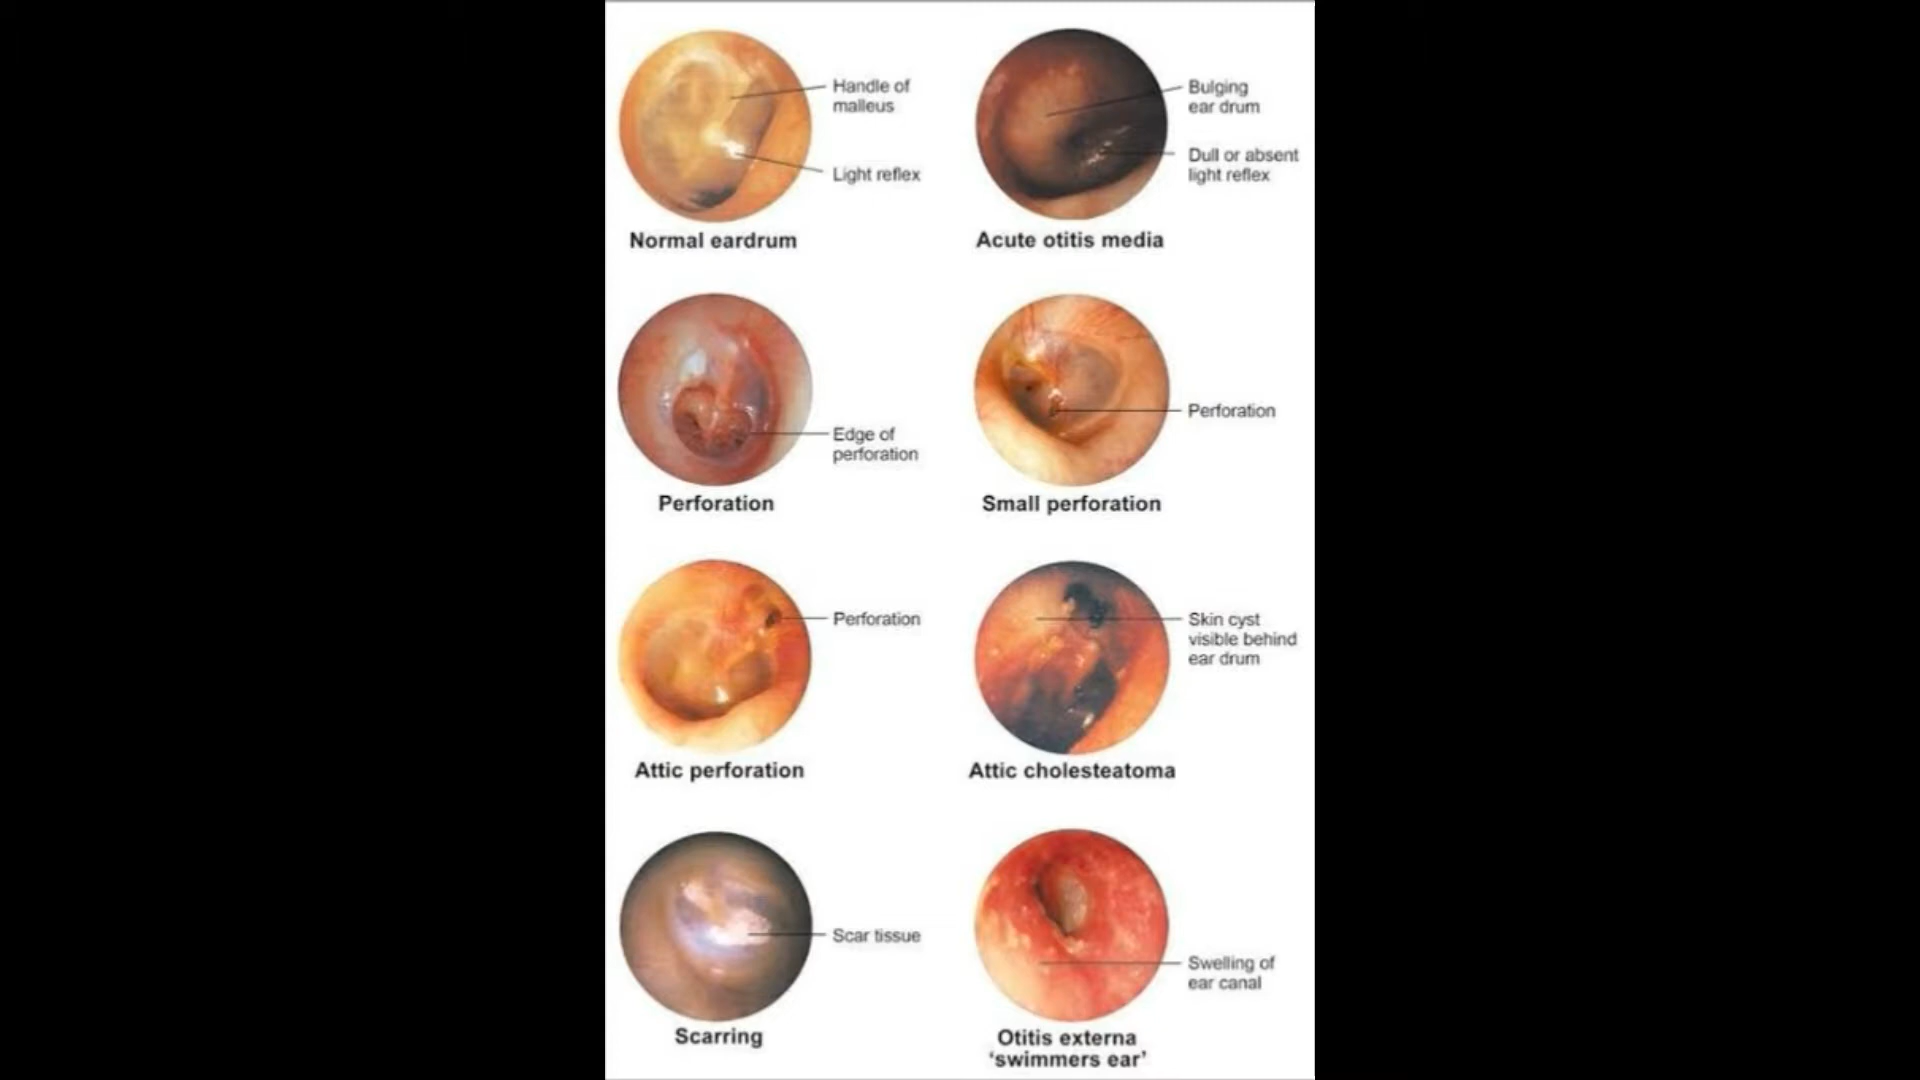 Handle of
malleus
Light reflex
Normal eardrum
Bulging
ear drum
Dull or absent
light reflex
Acute otitis media
Edge of
perforation
Perforation
Perforation
Small perforation
Perforation
Attic perforation
Skin cyst
visible behind
ear drum
Attic cholesteatoma
Scar tissue
Scarring
Swelling of
ear canal
Otitis externa
‘swimmers ear’